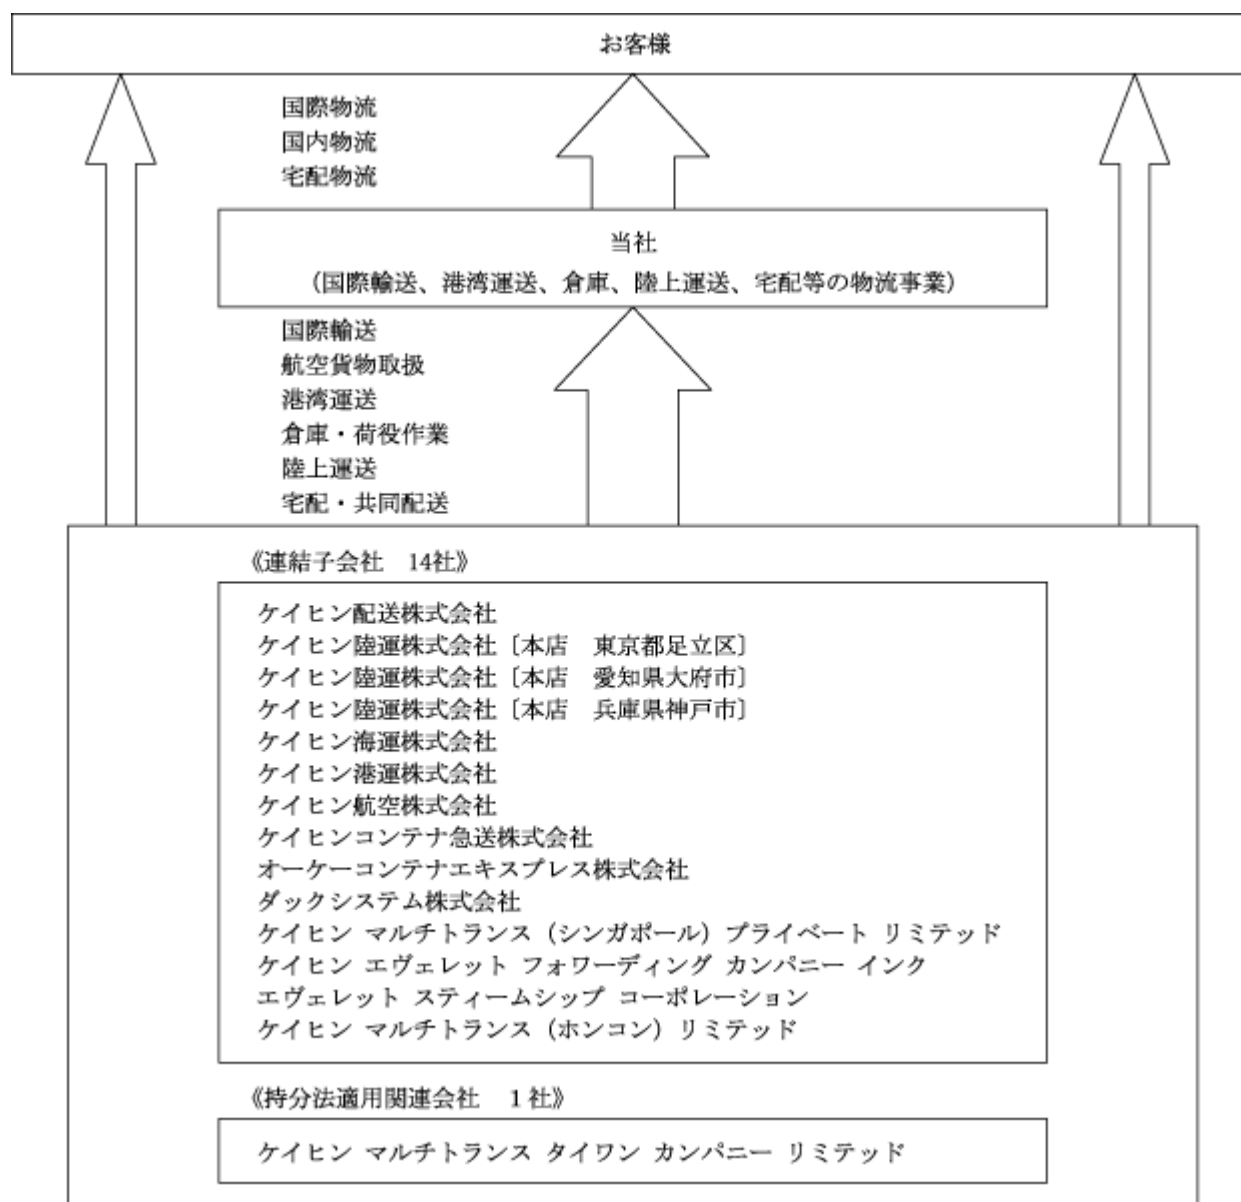 お客様
国際物流
国内物流
宅配物流
当社
（国際輸送、港湾運送、倉庫、陸上運送、宅配等の物流事業）
国際輸送
航空貨物取扱
港湾運送
倉庫・荷役作業
陸上運送
宅配・共同配送
《連結子会社　14社》
ケイヒン配送株式会社
ケイヒン陸運株式会社〔本店　東京都足立区〕
ケイヒン陸運株式会社〔本店　愛知県大府市〕
ケイヒン陸運株式会社〔本店　兵庫県神戸市〕
ケイヒン海運株式会社
ケイヒン港運株式会社
ケイヒン航空株式会社
ケイヒンコンテナ急送株式会社
オーケーコンテナエキスプレス株式会社
ダックシステム株式会社
ケイヒン マルチトランス（シンガポール）プライベート リミテッド
ケイヒン エヴェレット フォワーディング カンパニー インク
エヴェレット スティームシップ コーポレーション
ケイヒン マルチトランス（ホンコン）リミテッド
《持分法適用関連会社　１社》
ケイヒン マルチトランス タイワン カンパニー リミテッド